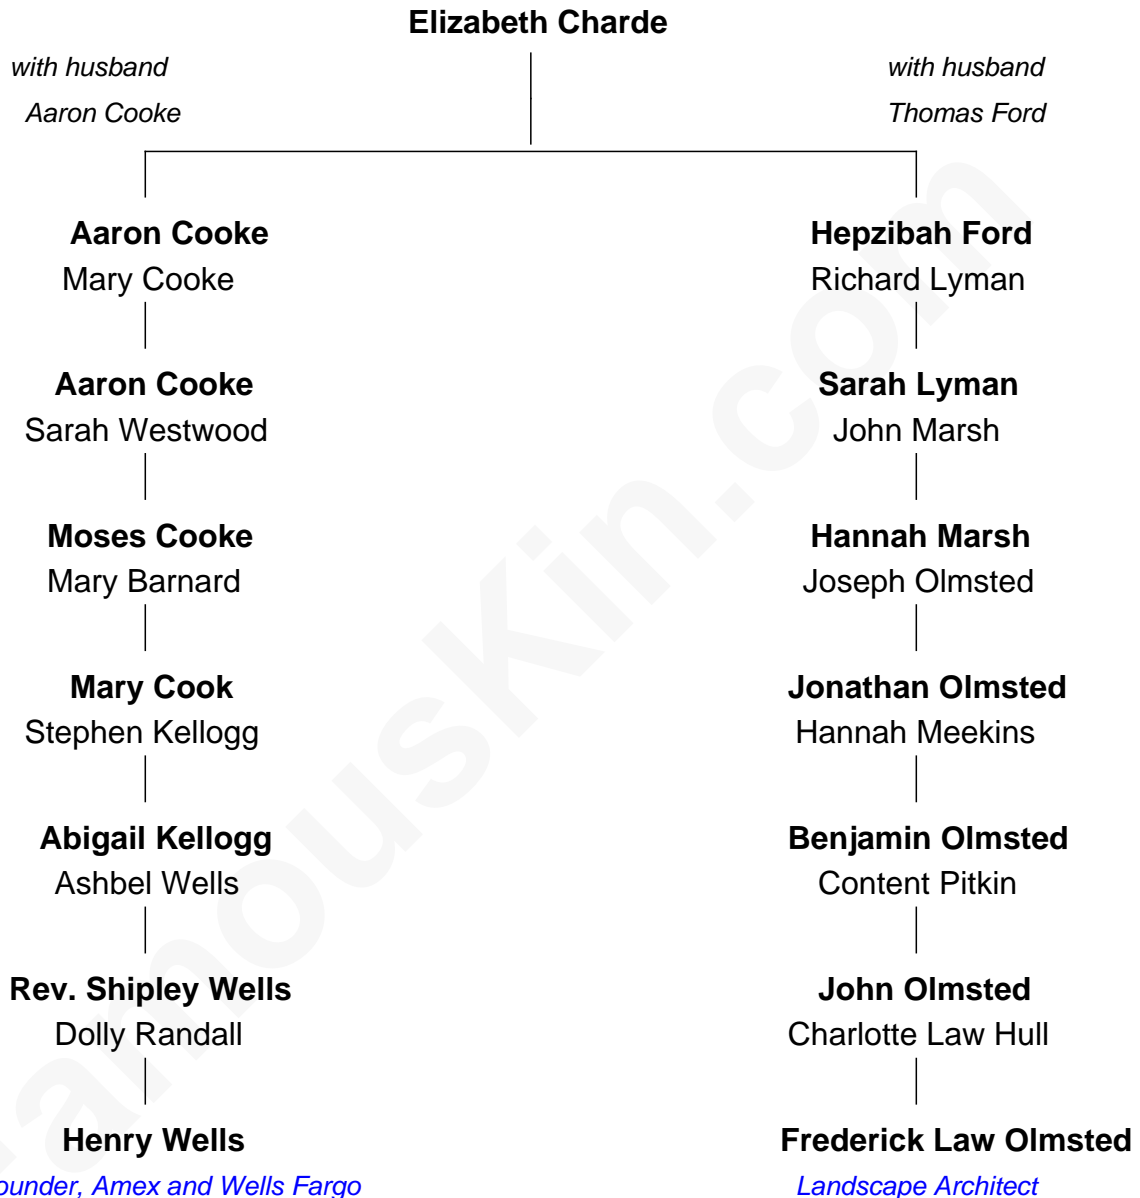 Elizabeth Charde
with husband
Aaron Cooke
with husband
Thomas Ford
Aaron Cooke
Mary Cooke
Hepzibah Ford
Richard Lyman
Aaron Cooke
Sarah Westwood
Sarah Lyman
John Marsh
Moses Cooke
Mary Barnard
Hannah Marsh
Joseph Olmsted
Mary Cook
Stephen Kellogg
Jonathan Olmsted
Hannah Meekins
Abigail Kellogg
Ashbel Wells
Benjamin Olmsted
Content Pitkin
Rev. Shipley Wells
Dolly Randall
John Olmsted
Charlotte Law Hull
Henry Wells
ounder, Amex and Wells Fargo
Frederick Law Olmsted
Landscape Architect
amousKin.com